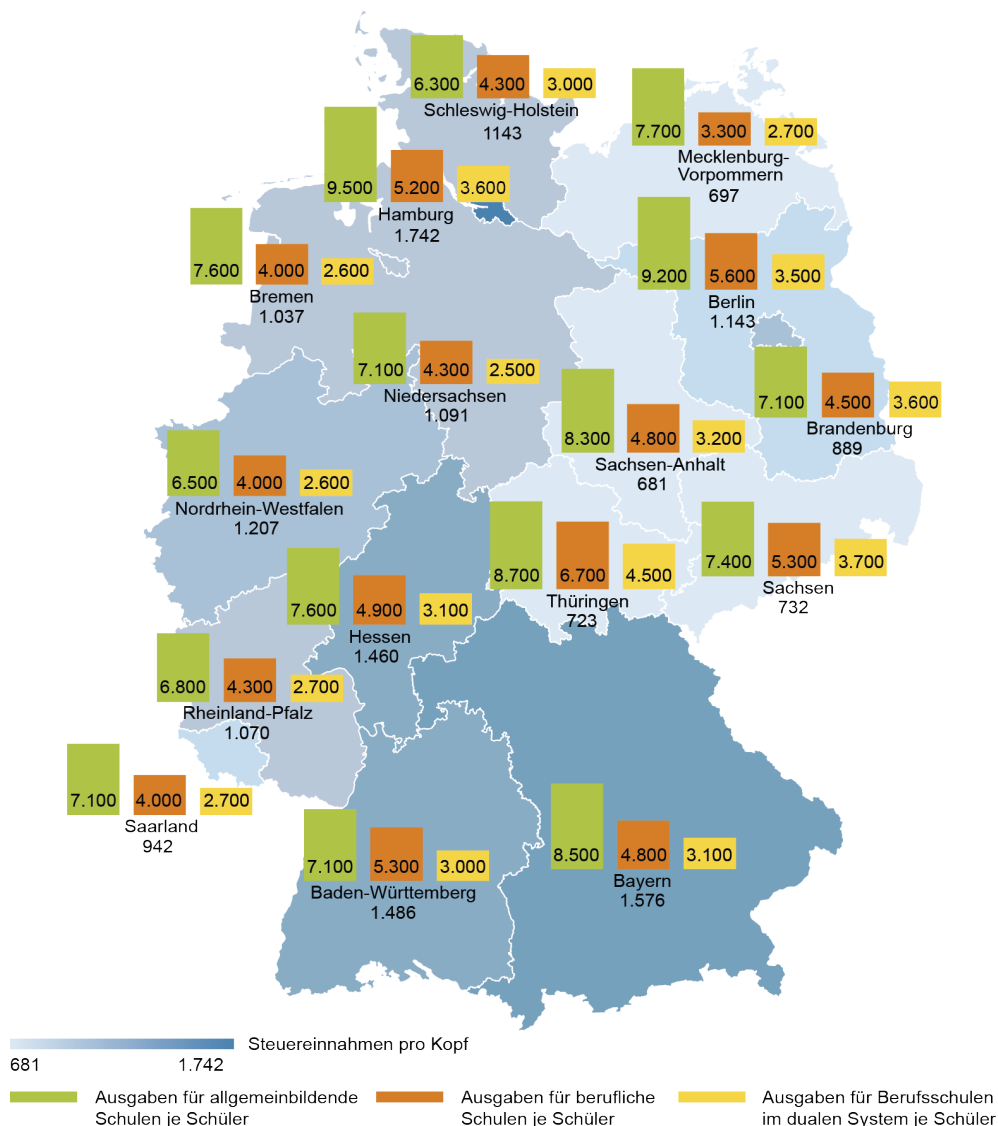 6.300 4.300 3.000
Schleswig-Holstein
1143
7.700 3.300 2.700
Mecklenburg-
Vorpommern
697
9.500 5.200 3.600
Hamburg
1.742
7.600 4.000 2.600
Bremen
1.037
9.200 5.600 3.500
Berlin
1.143
7.100 4.300 2.500
Niedersachsen
1.091
7.100 4.500 3.600
Brandenburg
889
8.300 4.800 3.200
Sachsen-Anhalt
681
6.500 4.000 2.600
Nordrhein-Westfalen
1.207
8.700 6.700 4.500
Thüringen
723
7.400 5.300 3.700
Sachsen
732
7.600 4.900 3.100
Hessen
1.460
6.800 4.300 2.700
Rheinland-Pfalz
1.070
7.100 4.000 2.700
Saarland
942
7.100 5.300 3.000
Baden-Württemberg
1.486
8.500 4.800 3.100
Bayern
1.576
Steuereinnahmen pro Kopf
681 1.742
Ausgaben für allgemeinbildende
Schulen je Schüler
Ausgaben für berufliche
Schulen je Schüler
Ausgaben für Berufsschulen
im dualen System je Schüler